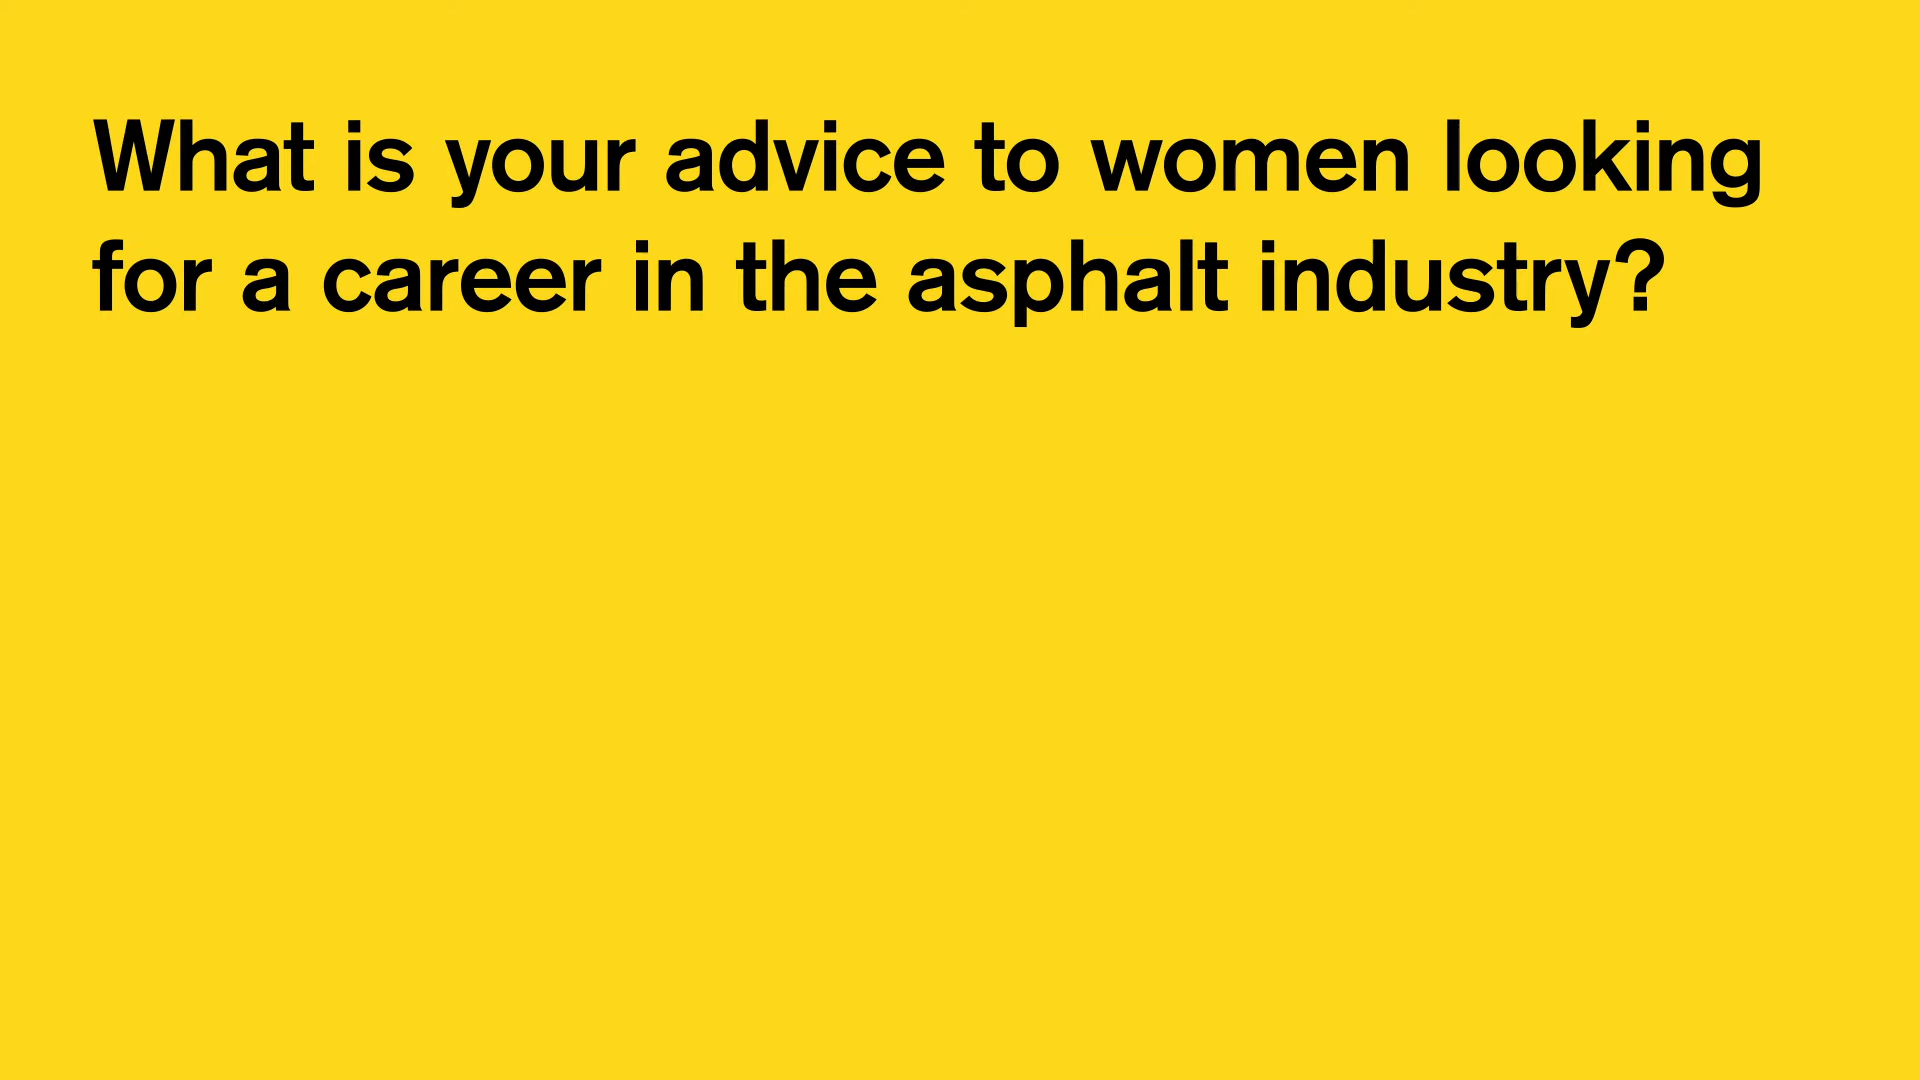 What is your advice to women looking
for a career in the asphalt industry?